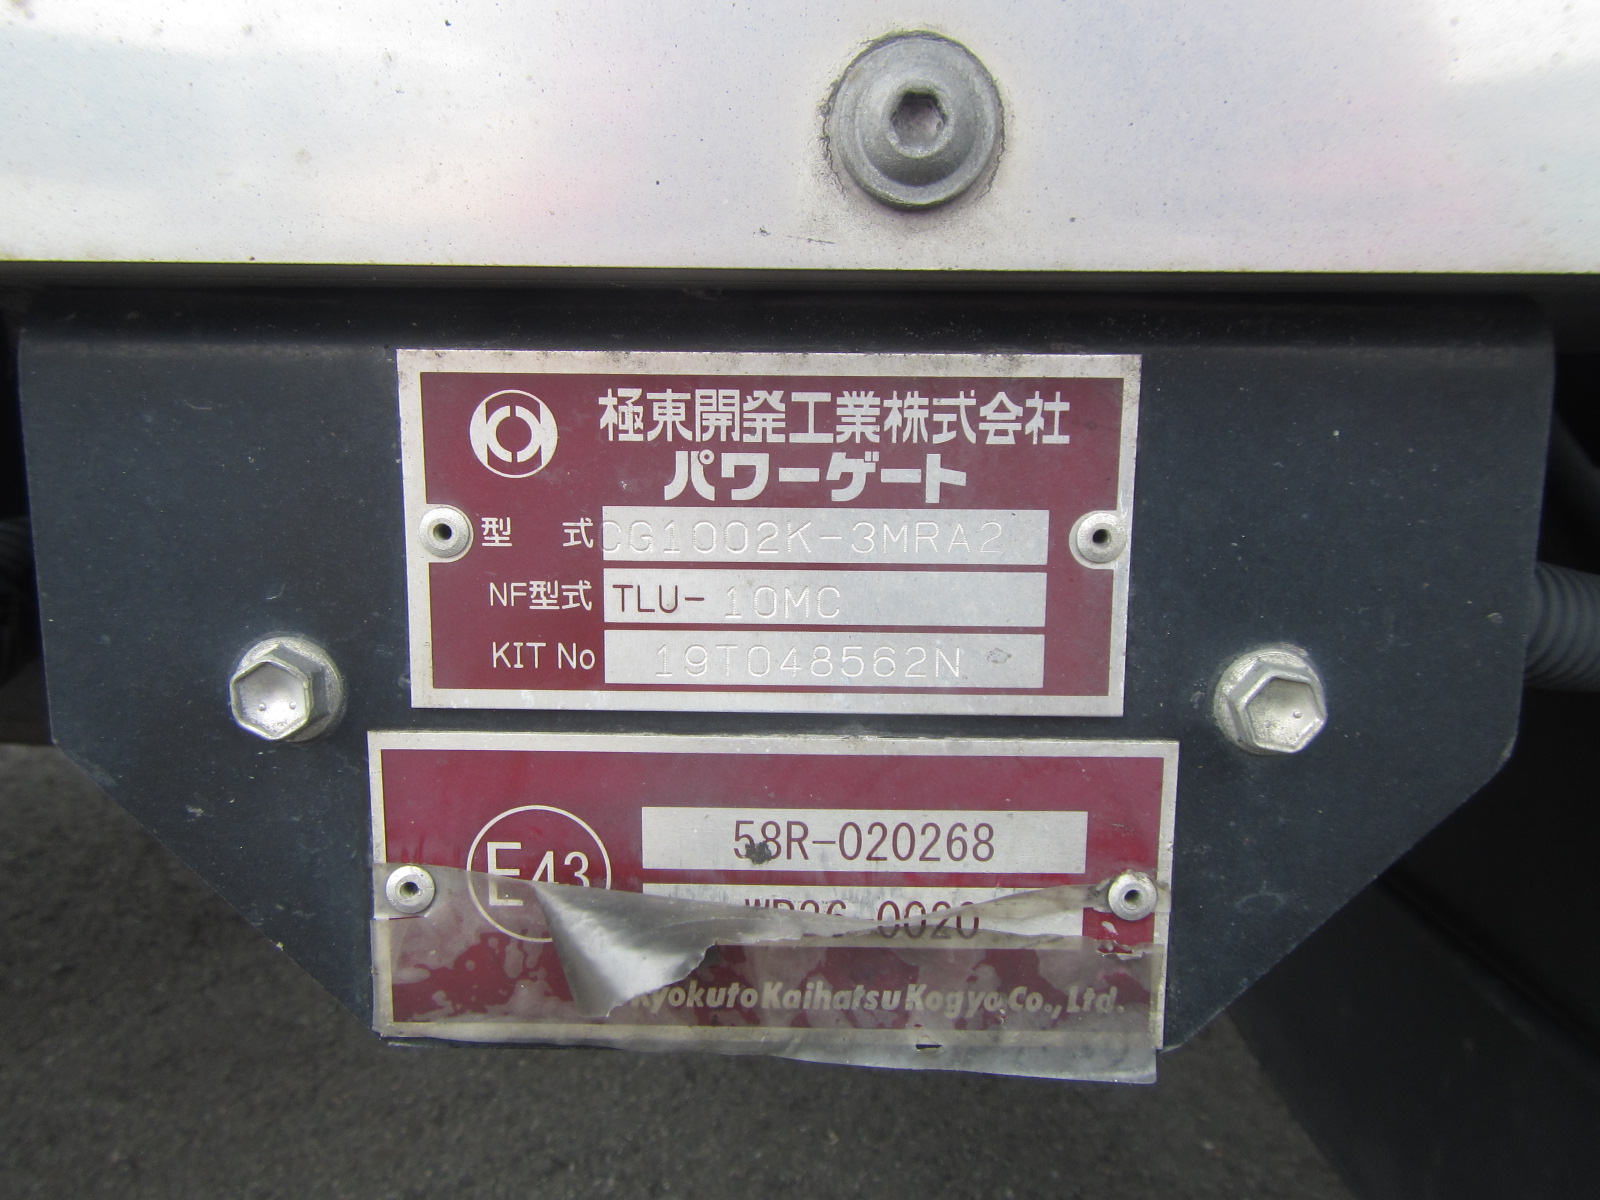 極東開発工業株式会社
パワーゲート
型 式 CG1002K-3MRA2
NF型式 TLU- 10MC
KIT No 19T048562N
E43
58R-020268
0020
Kyokuto Kaihatsu Kogyo Co., Ltd.